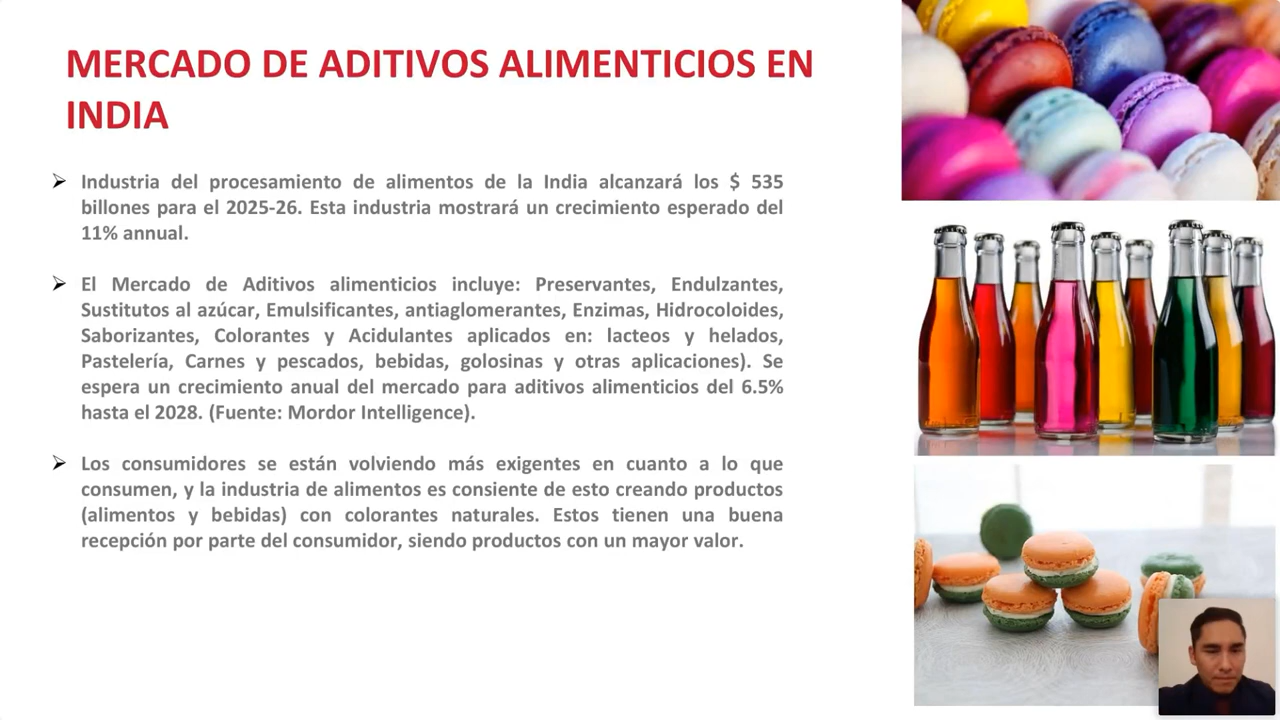 MERCADO DE ADITIVOS ALIMENTICIOS EN
INDIA
Industria del procesamiento de alimentos de la India alcanzará los $ 535
billones para el 2025-26. Esta industria mostrará un crecimiento esperado del
11% annual.
El Mercado de Aditivos alimenticios incluye: Preservantes, Endulzantes,
Sustitutos al azúcar, Emulsificantes, antiaglomerantes, Enzimas, Hidrocoloides,
Saborizantes, Colorantes y Acidulantes aplicados en: lacteos y helados,
Pastelería, Carnes y pescados, bebidas, golosinas y otras aplicaciones). Se
espera un crecimiento anual del mercado para aditivos alimenticios del 6.5%
hasta el 2028. (Fuente: Mordor Intelligence).
Los consumidores se están volviendo más exigentes en cuanto a lo que
consumen, y la industria de alimentos es consiente de esto creando productos
(alimentos y bebidas) con colorantes naturales. Estos tienen una buena
recepción por parte del consumidor, siendo productos con un mayor valor.